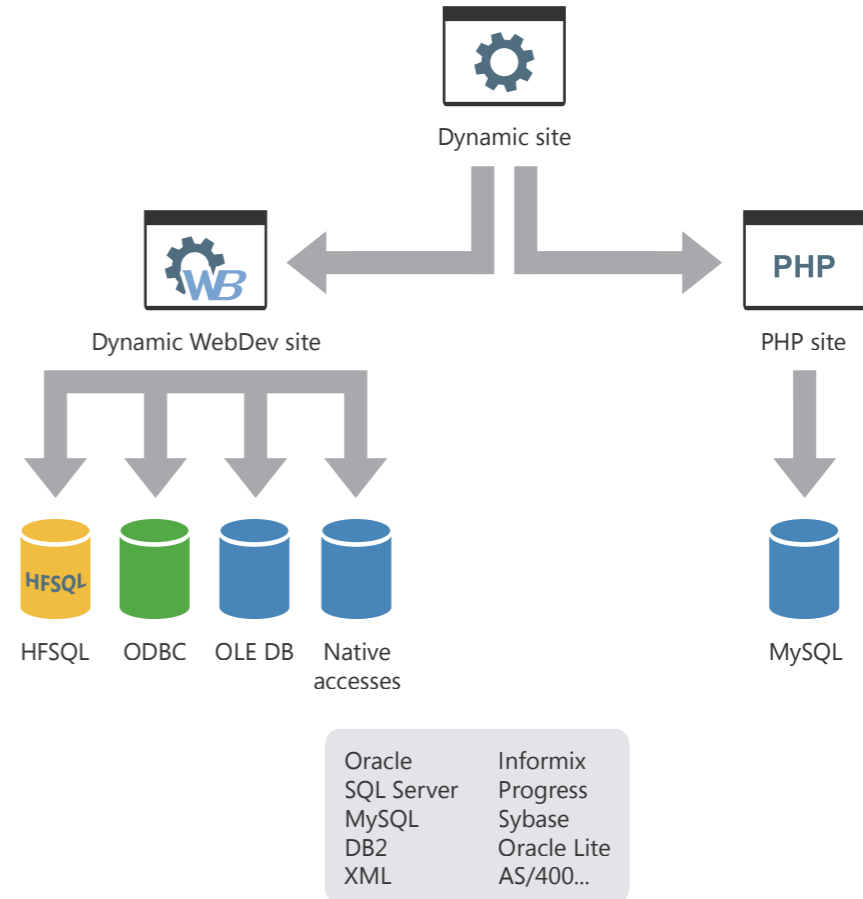 Dynamic site
WB
PHP
Dynamic WebDev site
PHP site
HFSQL
HFSQL
ODBC
OLE DB
Native
accesses
MySQL
Oracle
SQL Server
MySQL
DB2
XML
Informix
Progress
Sybase
Oracle Lite
AS/400...